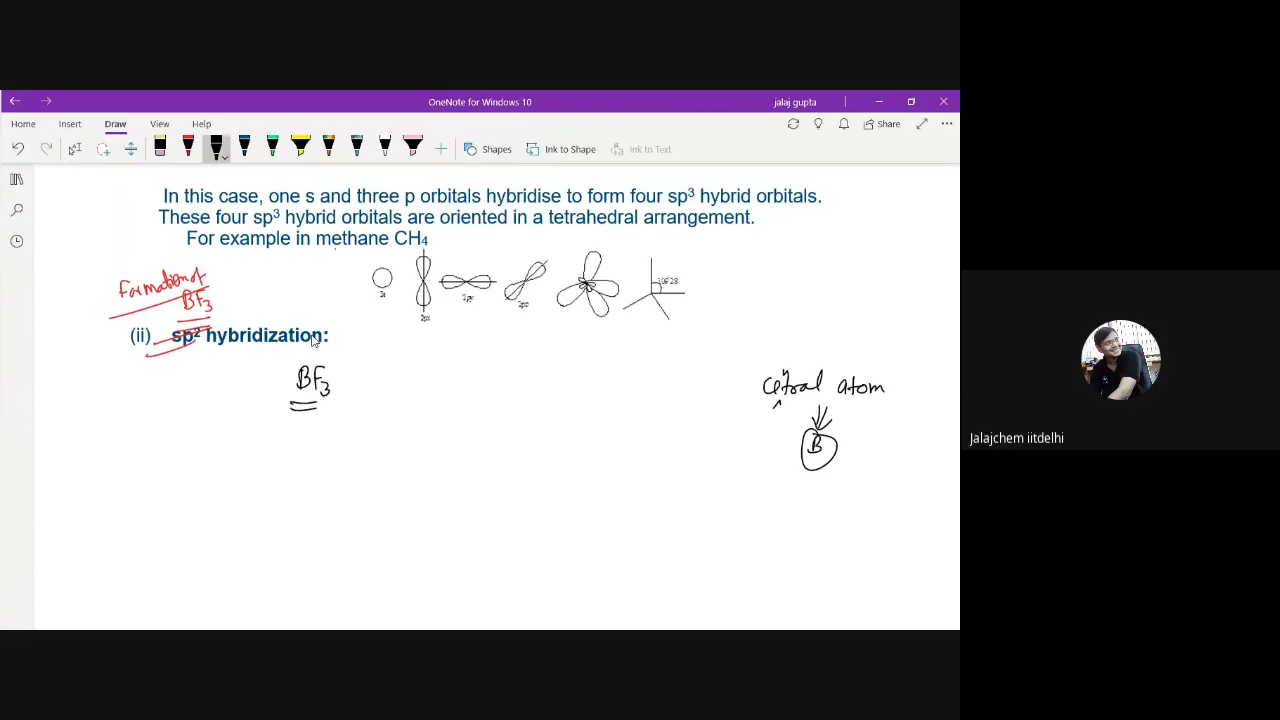 OneNote for Windows 10
jalaj gupta
Home Insert Draw View Help
Share
Shapes
Ink to Shape
Ink to Text
In this case, one s and three p orbitals hybridise to form four sp³ hybrid orbitals.
These four sp³ hybrid orbitals are oriented in a tetrahedral arrangement.
For example in methane CH₄
Formation of
BF₃
(ii) sp² hybridization:
BF₃
Cetral atom
n
B
Jalajchem iitdelhi